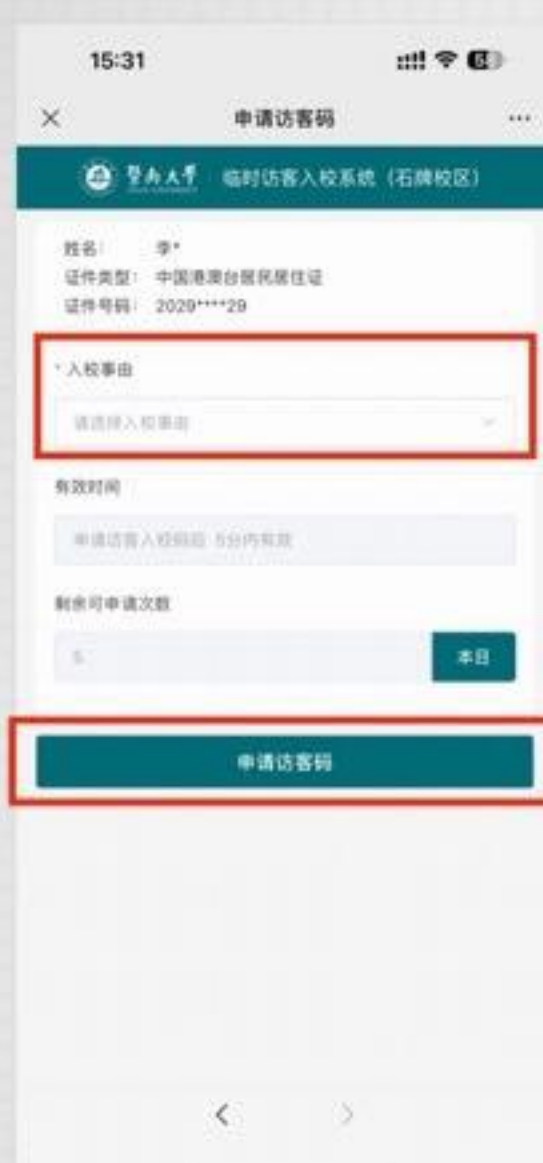 15:31
申请访客码
暨南大学 临时访客入校系统（石牌校区）
姓名： 李*
证件类型： 中国港澳台居民居住证
证件号码： 2029****29
* 入校事由
请选择入校事由
有效时间
申请访客入校码后 5分内有效
剩余可申请次数
5
本日
申请访客码